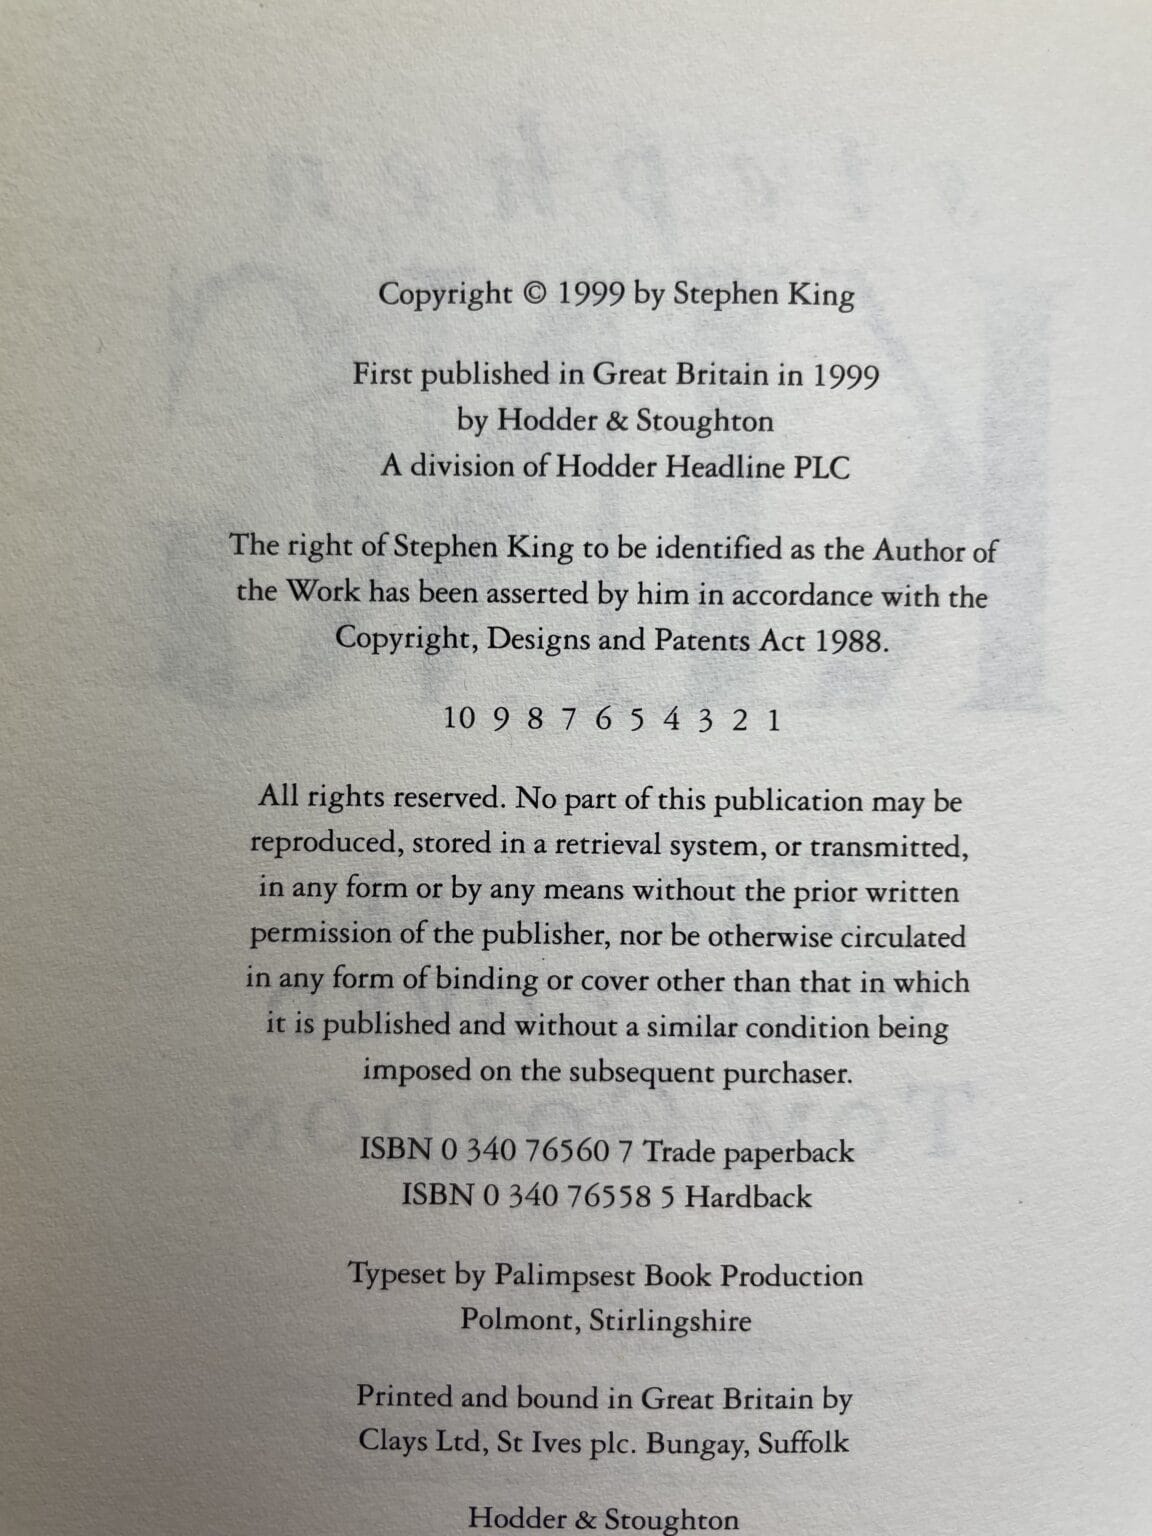 Copyright © 1999 by Stephen King
First published in Great Britain in 1999
by Hodder & Stoughton
A division of Hodder Headline PLC
The right of Stephen King to be identified as the Author of
the Work has been asserted by him in accordance with the
Copyright, Designs and Patents Act 1988.
10 9 8 7 6 5 4 3 2 1
All rights reserved. No part of this publication may be
reproduced, stored in a retrieval system, or transmitted,
in any form or by any means without the prior written
permission of the publisher, nor be otherwise circulated
in any form of binding or cover other than that in which
it is published and without a similar condition being
imposed on the subsequent purchaser.
ISBN 0 340 76560 7 Trade paperback
ISBN 0 340 76558 5 Hardback
Typeset by Palimpsest Book Production
Polmont, Stirlingshire
Printed and bound in Great Britain by
Clays Ltd, St Ives plc. Bungay, Suffolk
Hodder & Stoughton